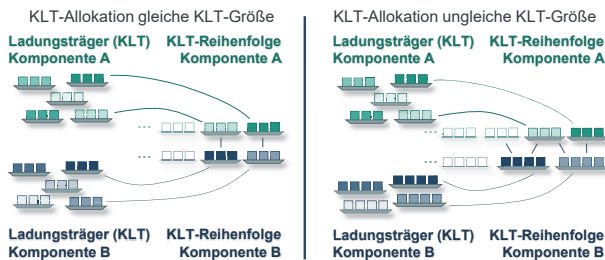 KLT-Allokation gleiche KLT-Größe
Ladungsträger (KLT) KLT-Reihenfolge
Komponente A Komponente A
Ladungsträger (KLT) KLT-Reihenfolge
Komponente B Komponente B
KLT-Allokation ungleiche KLT-Größe
Ladungsträger (KLT) KLT-Reihenfolge
Komponente A Komponente A
Ladungsträger (KLT) KLT-Reihenfolge
Komponente B Komponente B